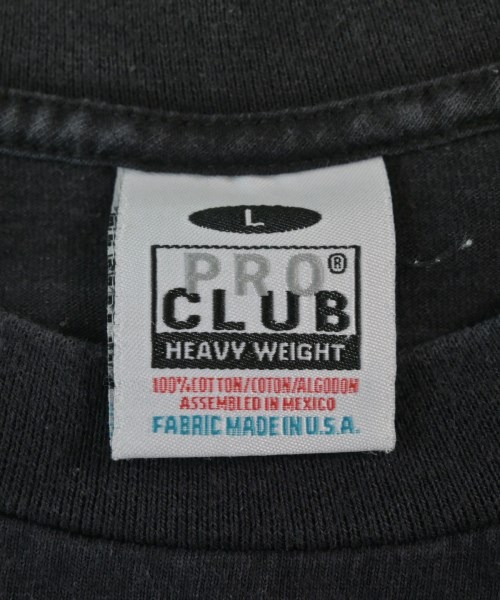 L
PRO®
CLUB
HEAVY WEIGHT
100%COTTON/COTON/ALGODON
ASSEMBLED IN MEXICO
FABRIC MADE IN U.S.A.